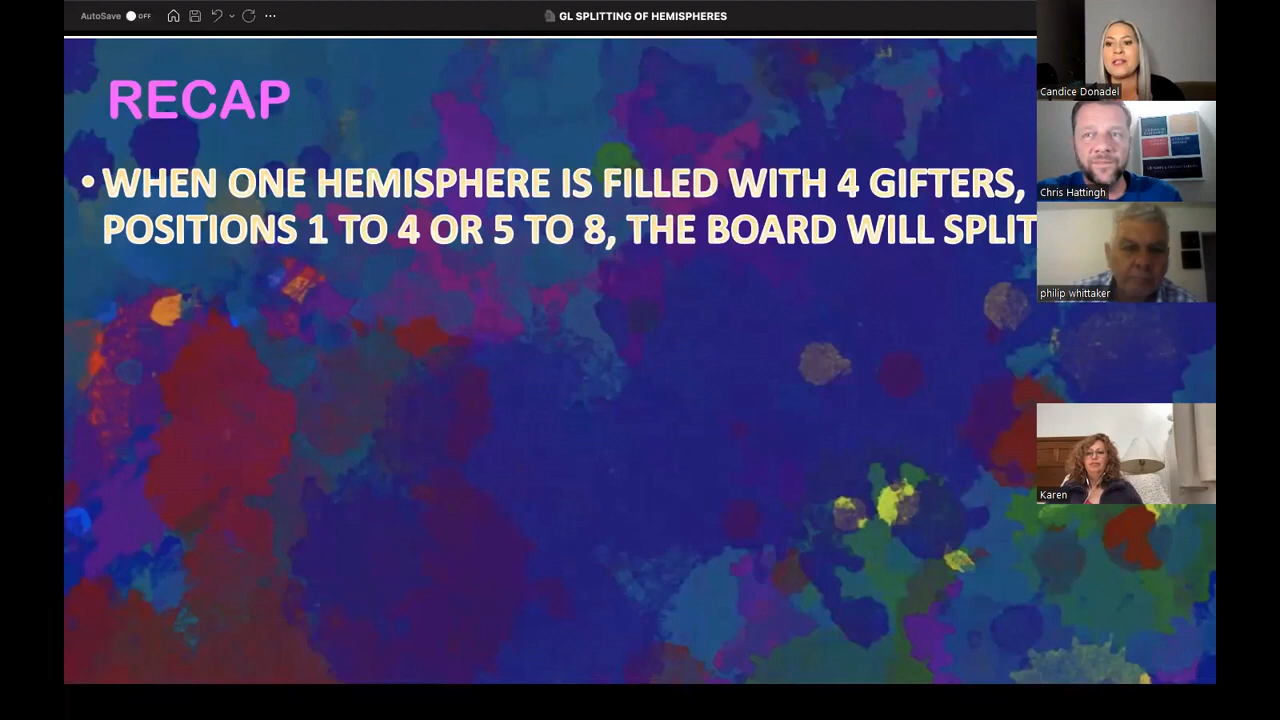 AutoSave OFF
GL SPLITTING OF HEMISPHERES
RECAP
• WHEN ONE HEMISPHERE IS FILLED WITH 4 GIFTERS,
POSITIONS 1 TO 4 OR 5 TO 8, THE BOARD WILL SPLIT
Candice Donadel
Chris Hattingh
philip whittaker
Karen